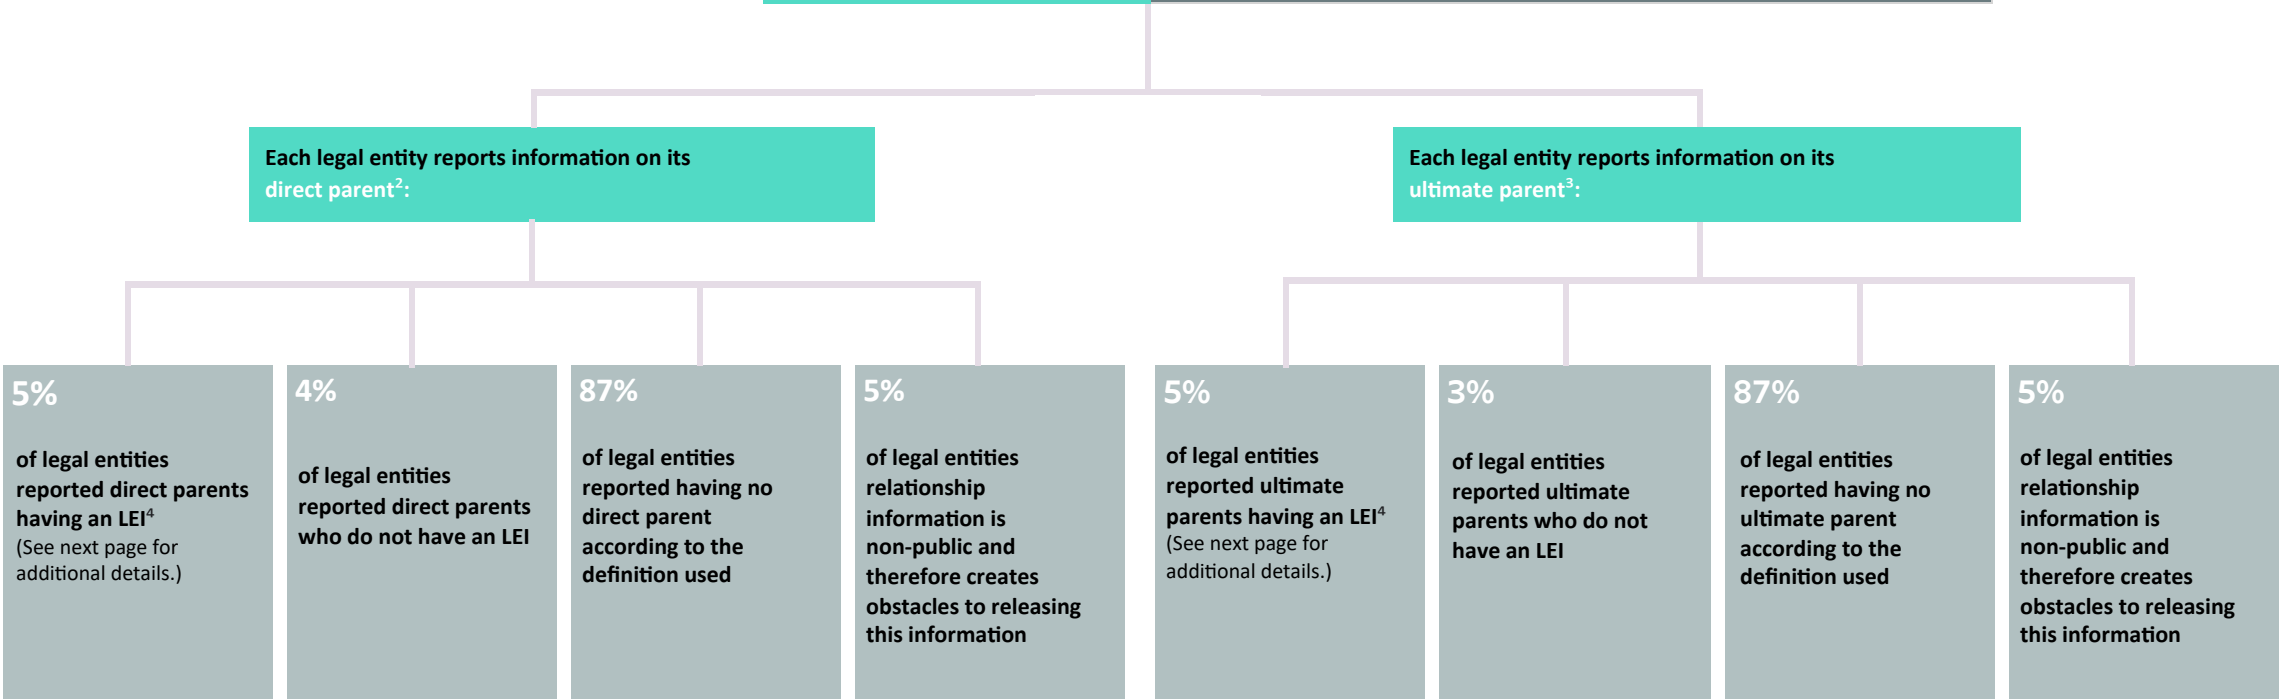 Each legal entity reports information on its
direct parent²:
Each legal entity reports information on its
ultimate parent³:
5%
of legal entities
reported direct parents
having an LEI⁴
(See next page for
additional details.)
4%
of legal entities
reported direct parents
who do not have an LEI
87%
of legal entities
reported having no
direct parent
according to the
definition used
5%
of legal entities
relationship
information is
non-public and
therefore creates
obstacles to releasing
this information
5%
of legal entities
reported ultimate
parents having an LEI⁴
(See next page for
additional details.)
3%
of legal entities
reported ultimate
parents who do not
have an LEI
87%
of legal entities
reported having no
ultimate parent
according to the
definition used
5%
of legal entities
relationship
information is
non-public and
therefore creates
obstacles to releasing
this information